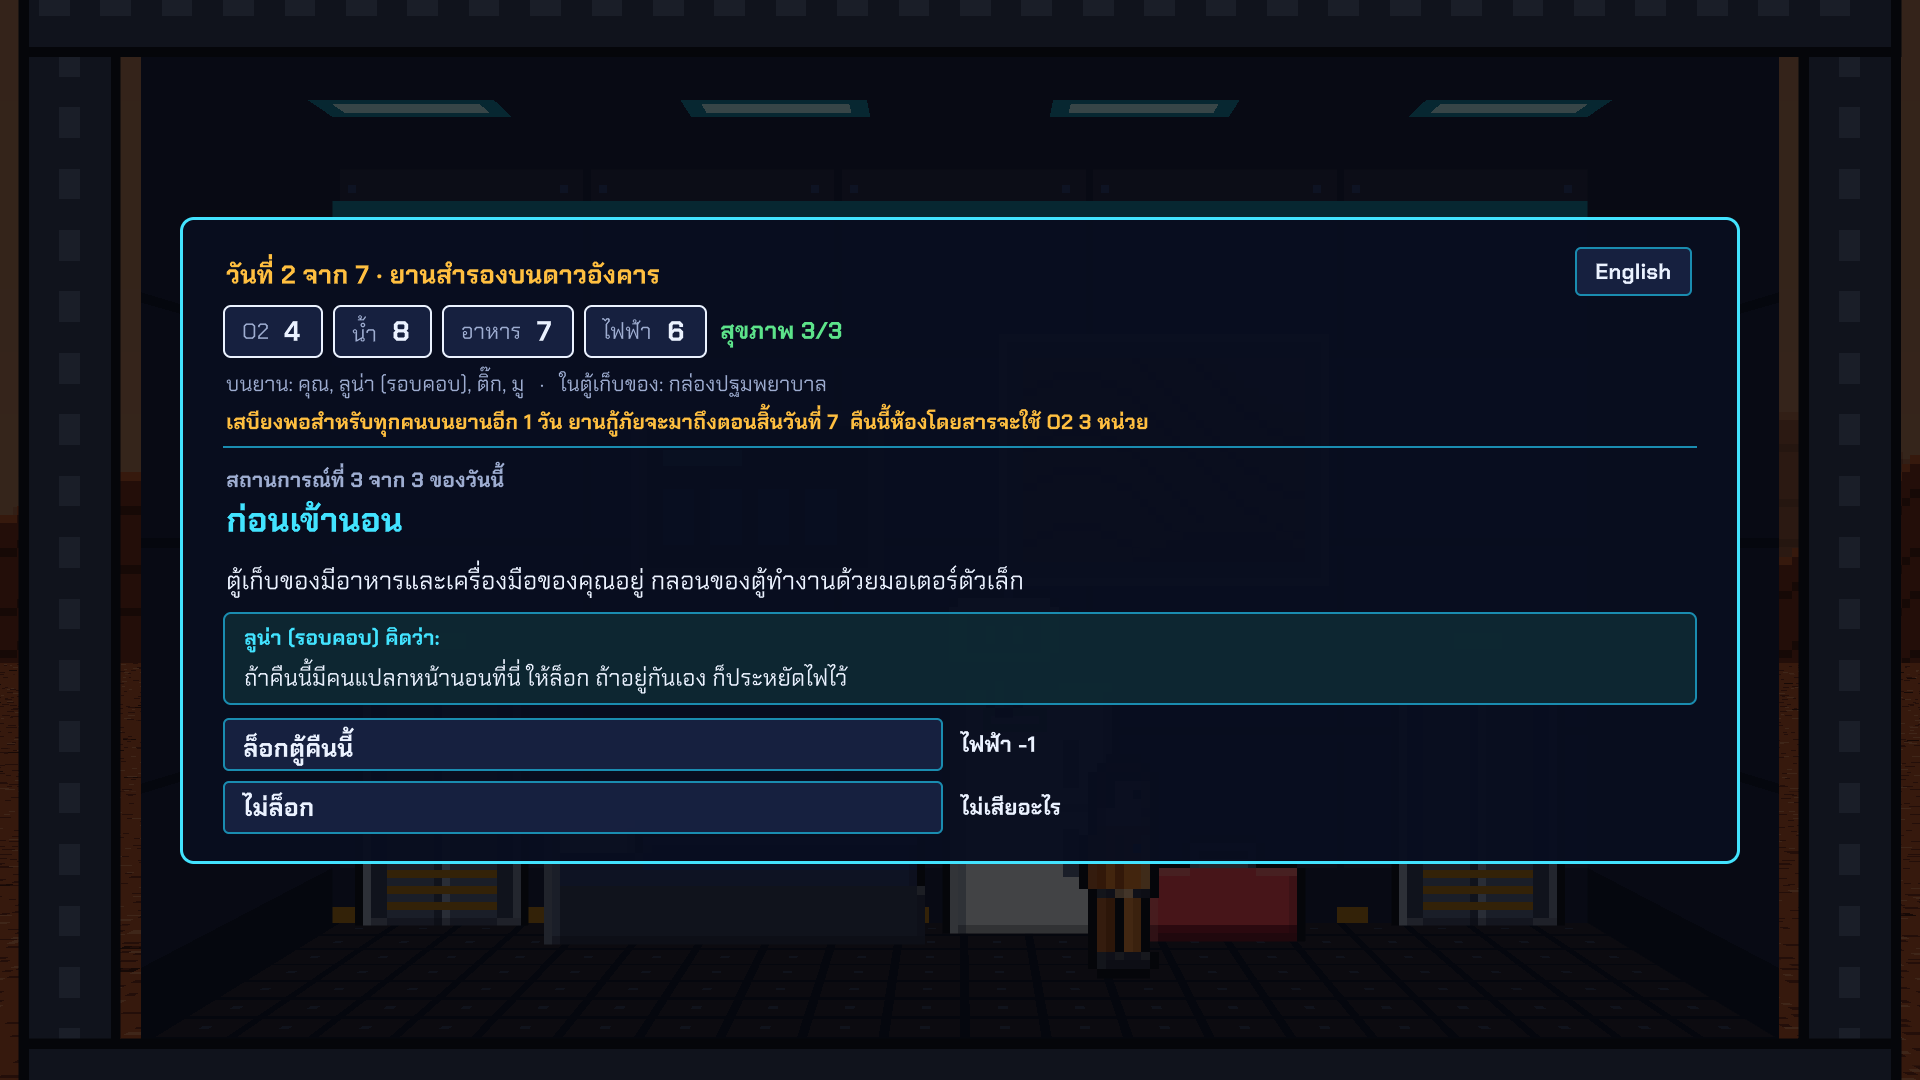 วันที่ 2 จาก 7 · ยานสำรองบนดาวอังคาร
English
O2 4 น้ำ 8 อาหาร 7 ไฟฟ้า 6 สุขภาพ 3/3
บนยาน: คุณ, ลูน่า (รอบคอบ), ติ๊ก, มู · ในตู้เก็บของ: กล่องปฐมพยาบาล
เสบียงพอสำหรับทุกคนบนยานอีก 1 วัน ยานกู้ภัยจะมาถึงตอนสิ้นวันที่ 7 คืนนี้ห้องโดยสารจะใช้ O2 3 หน่วย
สถานการณ์ที่ 3 จาก 3 ของวันนี้
ก่อนเข้านอน
ตู้เก็บของมีอาหารและเครื่องมือของคุณอยู่ กลอนของตู้ทำงานด้วยมอเตอร์ตัวเล็ก
ลูน่า (รอบคอบ) คิดว่า:
ถ้าคืนนี้มีคนแปลกหน้านอนที่นี่ ให้ล็อก ถ้าอยู่กันเอง ก็ประหยัดไฟไว้
ล็อกตู้คืนนี้ ไฟฟ้า -1
ไม่ล็อก ไม่เสียอะไร